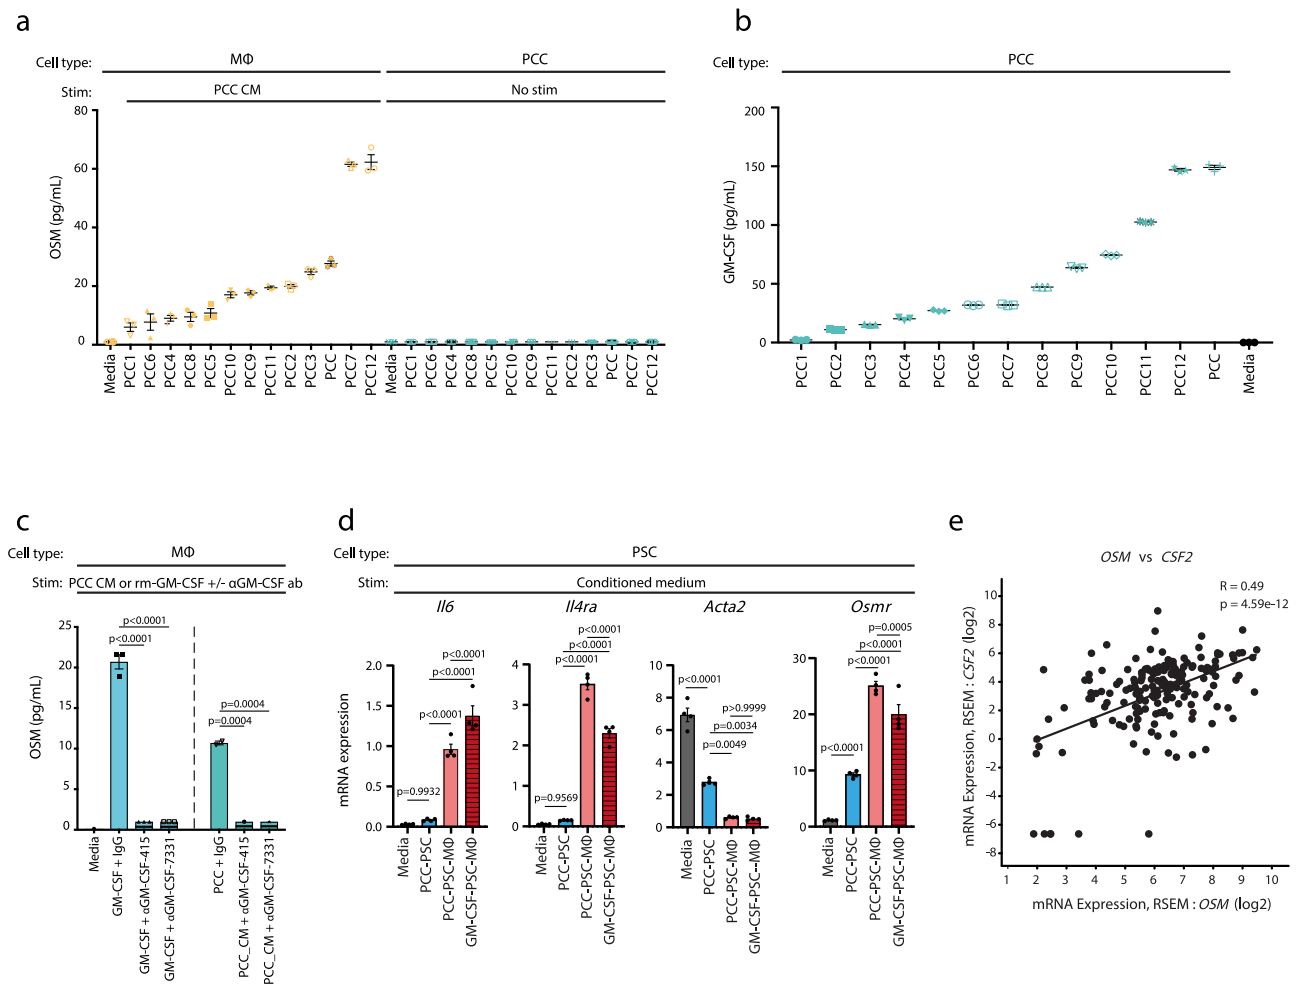 a
Cell type:
MΦ
PCC
Stim:
PCC CM
No stim
OSM (pg/mL)
80
60
40
20
0
Media
PCC1
PCC6
PCC4
PCC8
PCC5
PCC10
PCC9
PCC11
PCC2
PCC3
PCC
PCC7
PCC12
Media
PCC1
PCC6
PCC4
PCC8
PCC5
PCC10
PCC9
PCC11
PCC2
PCC3
PCC
PCC7
PCC12
b
Cell type:
PCC
GM-CSF (pg/mL)
200
150
100
50
0
PCC1
PCC2
PCC3
PCC4
PCC5
PCC6
PCC7
PCC8
PCC9
PCC10
PCC11
PCC12
PCC
Media
c
Cell type:
MΦ
Stim:
PCC CM or rm-GM-CSF +/- αGM-CSF ab
OSM (pg/mL)
25
20
15
10
5
0
p<0.0001
p<0.0001
p=0.0004
p=0.0004
Media
GM-CSF + IgG
GM-CSF + αGM-CSF-415
GM-CSF + αGM-CSF-7331
PCC + IgG
PCC_CM + αGM-CSF-415
PCC_CM + αGM-CSF-7331
d
Cell type:
PSC
Stim:
Conditioned medium
mRNA expression
Il6
2.0
1.5
1.0
0.5
0.0
p<0.0001
p<0.0001
p<0.0001
p=0.9932
Media
PCC-PSC
PCC-PSC-MΦ
GM-CSF-PSC-MΦ
Il4ra
4
3
2
1
0
p<0.0001
p<0.0001
p<0.0001
p=0.9569
Media
PCC-PSC
PCC-PSC-MΦ
GM-CSF-PSC-MΦ
Acta2
10
8
6
4
2
0
p<0.0001
p>0.9999
p=0.0034
p=0.0049
Media
PCC-PSC
PCC-PSC-MΦ
GM-CSF-PSC-MΦ
Osmr
30
20
10
0
p=0.0005
p<0.0001
p<0.0001
p<0.0001
Media
PCC-PSC
PCC-PSC-MΦ
GM-CSF-PSC-MΦ
e
OSM vs CSF2
R = 0.49
p = 4.59e-12
mRNA Expression, RSEM : CSF2 (log2)
10
8
6
4
2
0
−2
−4
−6
−8
1 2 3 4 5 6 7 8 9 10
mRNA Expression, RSEM : OSM (log2)